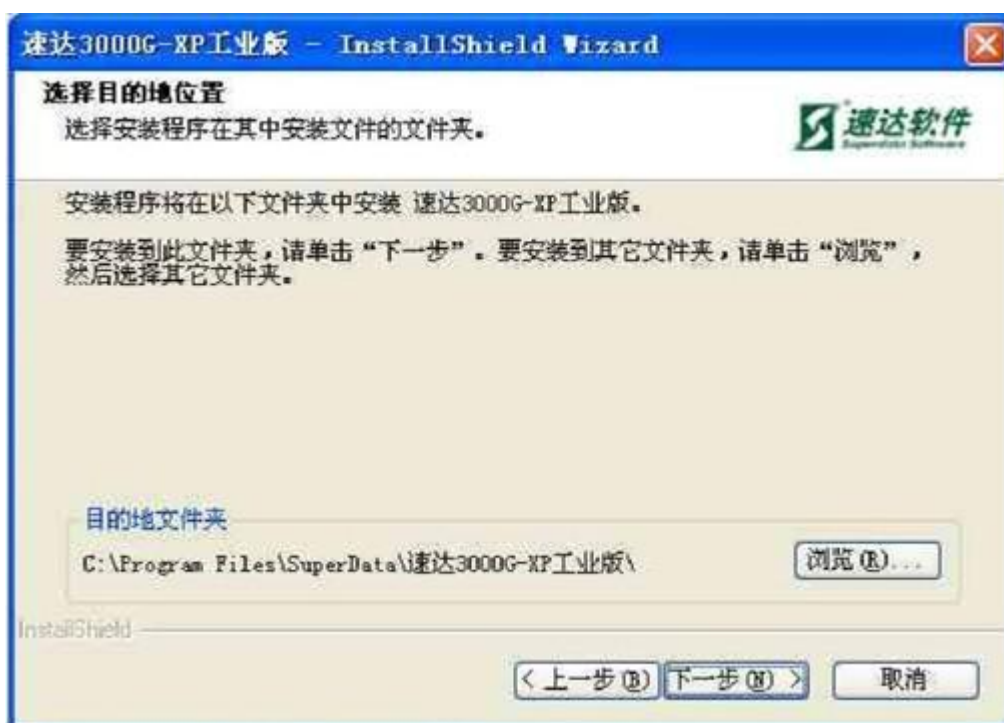 速达3000G-XP工业版 - InstallShield Wizard
选择目的地位置
选择安装程序在其中安装文件的文件夹。
速达软件
Superdata Software
安装程序将在以下文件夹中安装 速达3000G-XP工业版。
要安装到此文件夹，请单击“下一步”。要安装到其它文件夹，请单击“浏览”，
然后选择其它文件夹。
目的地文件夹
C:\Program Files\SuperData\速达3000G-XP工业版\
浏览(R)...
InstallShield
< 上一步(B) 下一步(N) > 取消